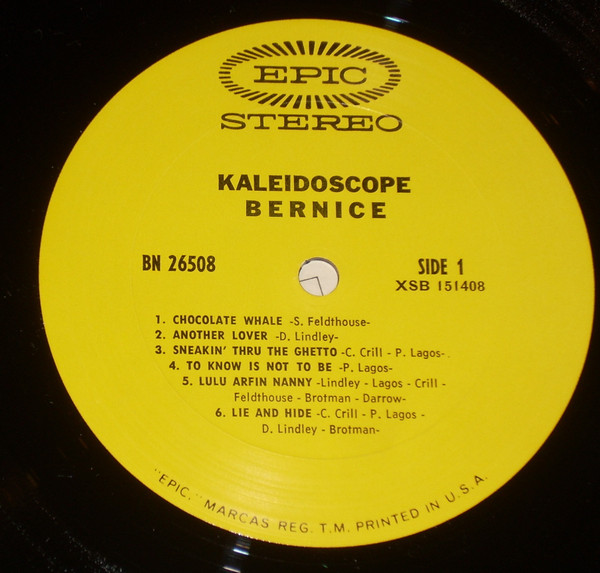 EPIC
STEREO
KALEIDOSCOPE
BERNICE
BN 26508
SIDE 1
XSB 151408
1. CHOCOLATE WHALE -S. Feldthouse-
2. ANOTHER LOVER -D. Lindley-
3. SNEAKIN' THRU THE GHETTO -C. Crill - P. Lagos-
4. TO KNOW IS NOT TO BE -P. Lagos-
5. LULU ARFIN NANNY -Lindley - Lagos - Crill -
Feldthouse - Brotman - Darrow-
6. LIE AND HIDE -C. Crill - P. Lagos -
D. Lindley - Brotman-
"EPIC," MARCAS REG. T.M. PRINTED IN U.S.A.